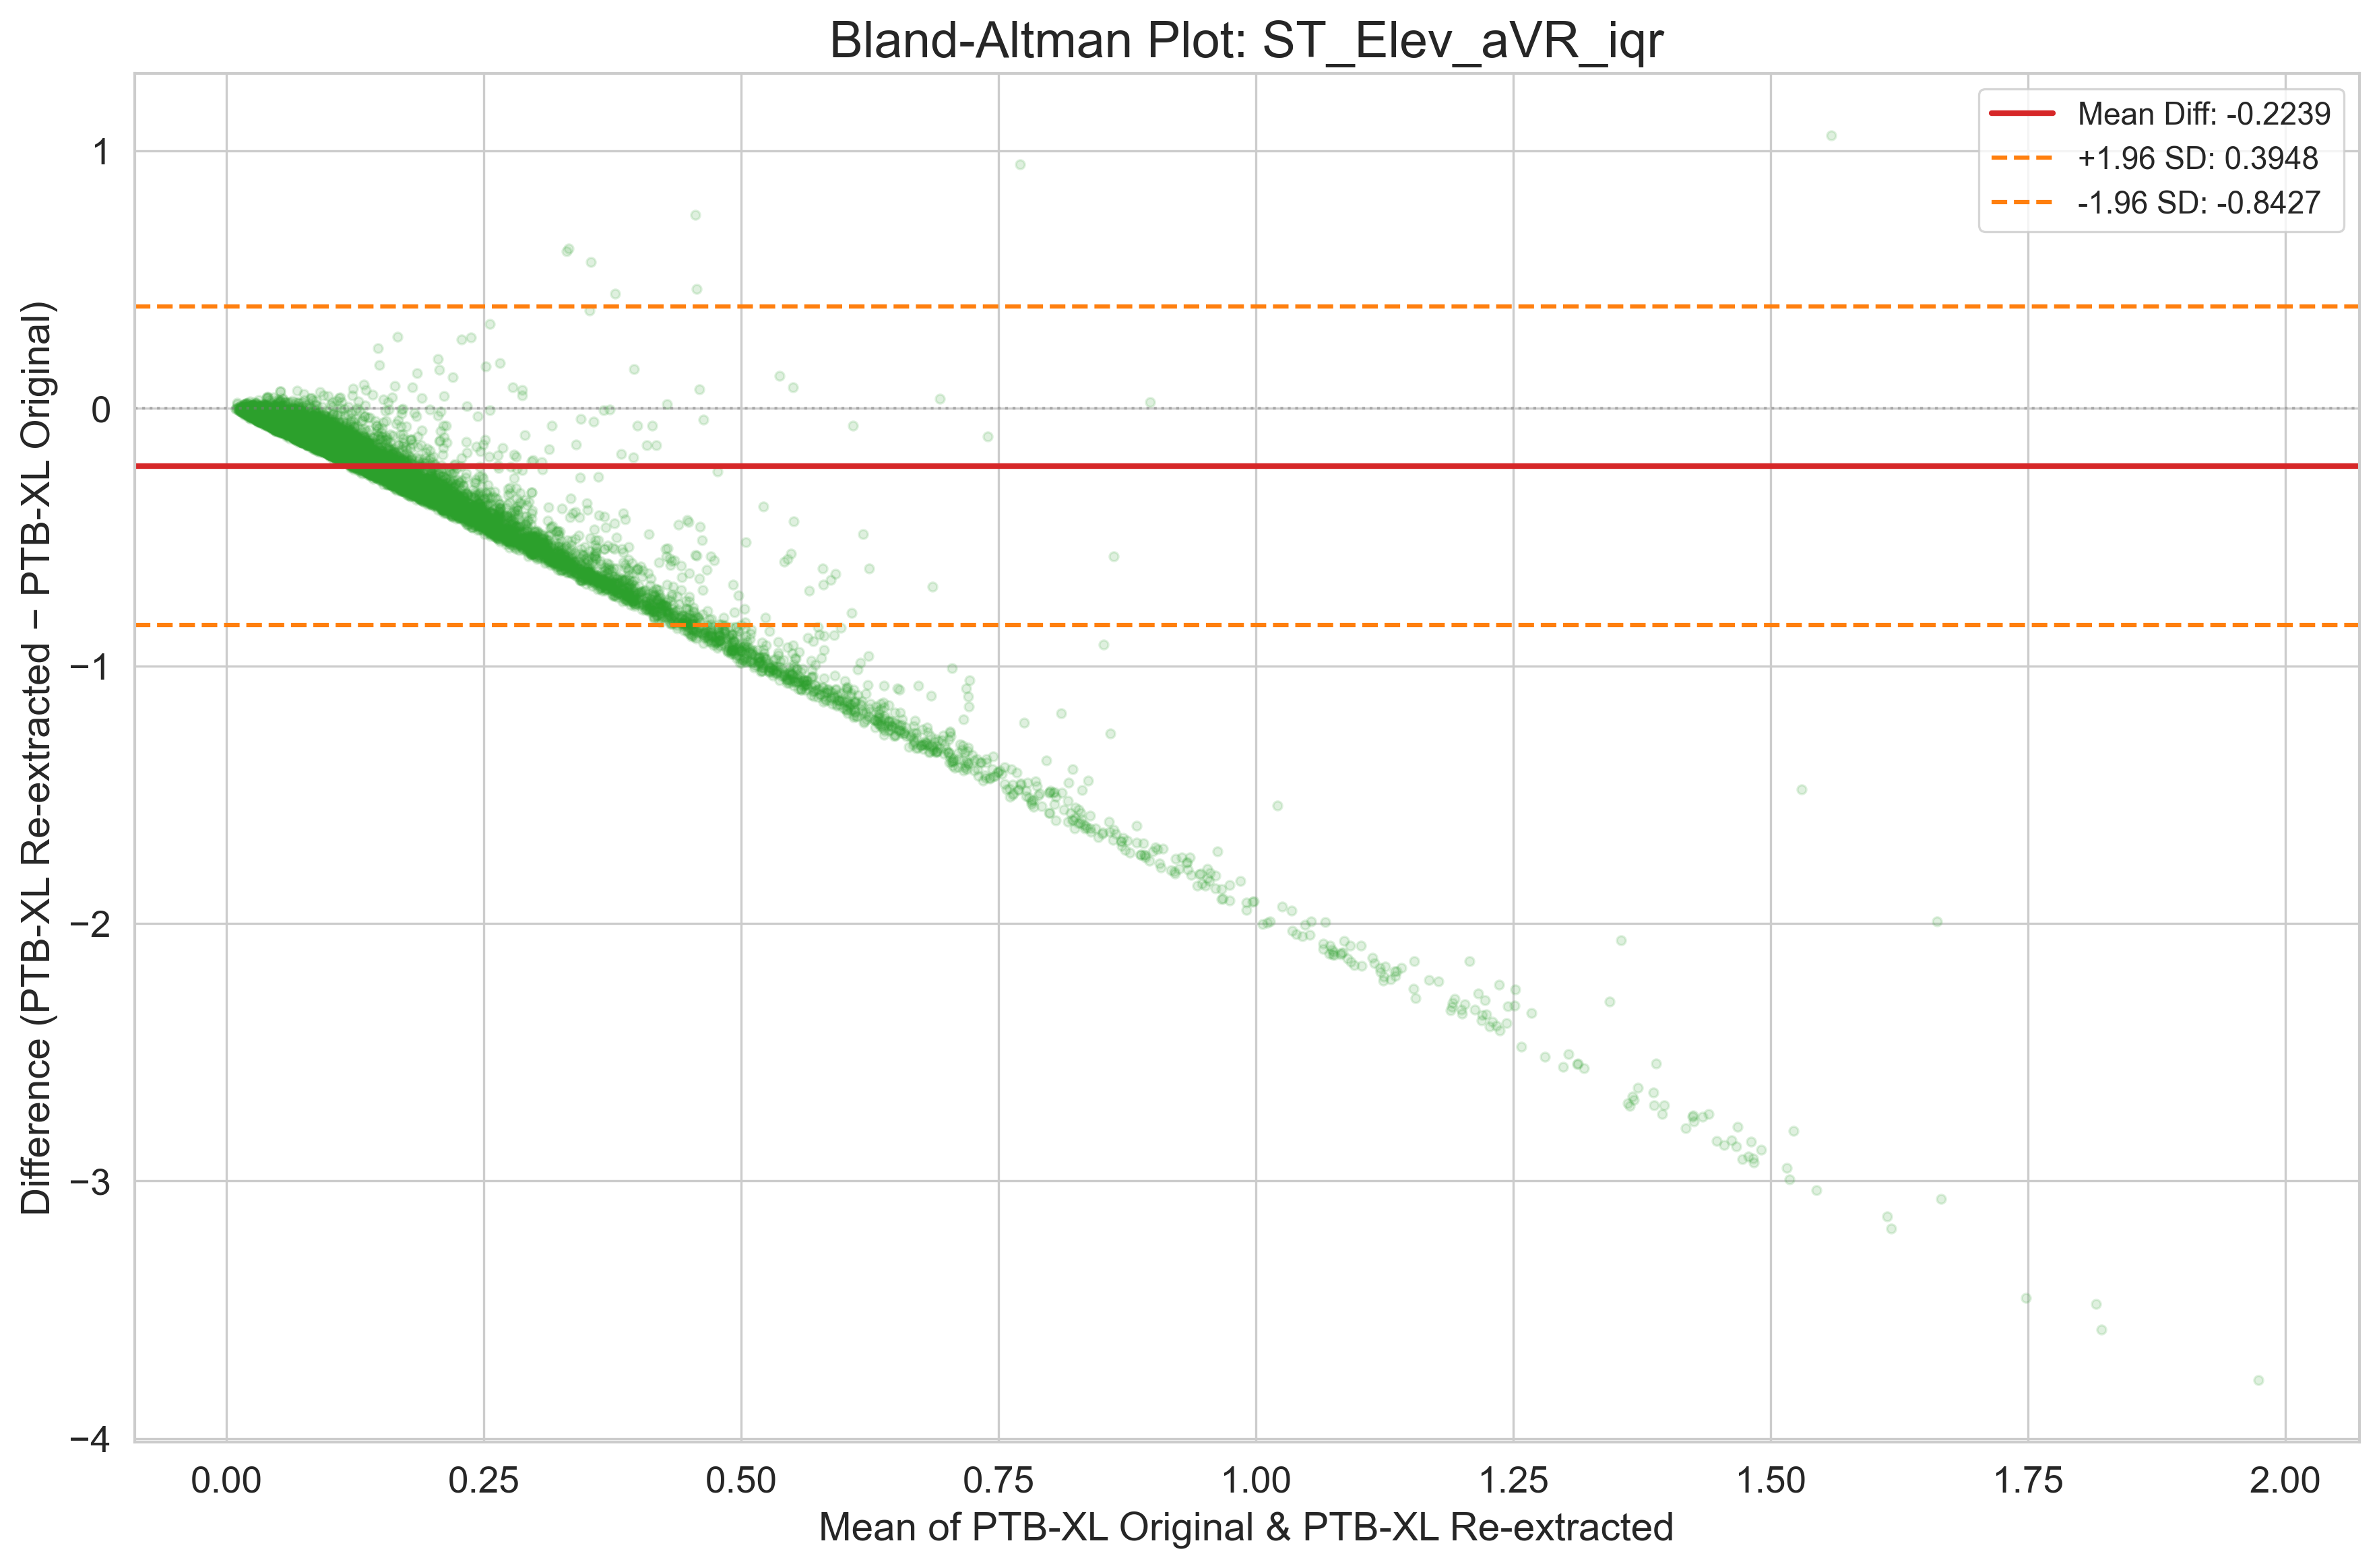 Bland-Altman Plot: ST_Elev_aVR_iqr
Mean Diff: -0.2239
+1.96 SD: 0.3948
-1.96 SD: -0.8427
Difference (PTB-XL Re-extracted – PTB-XL Original)
1
0
−1
−2
−3
−4
0.00 0.25 0.50 0.75 1.00 1.25 1.50 1.75 2.00
Mean of PTB-XL Original & PTB-XL Re-extracted